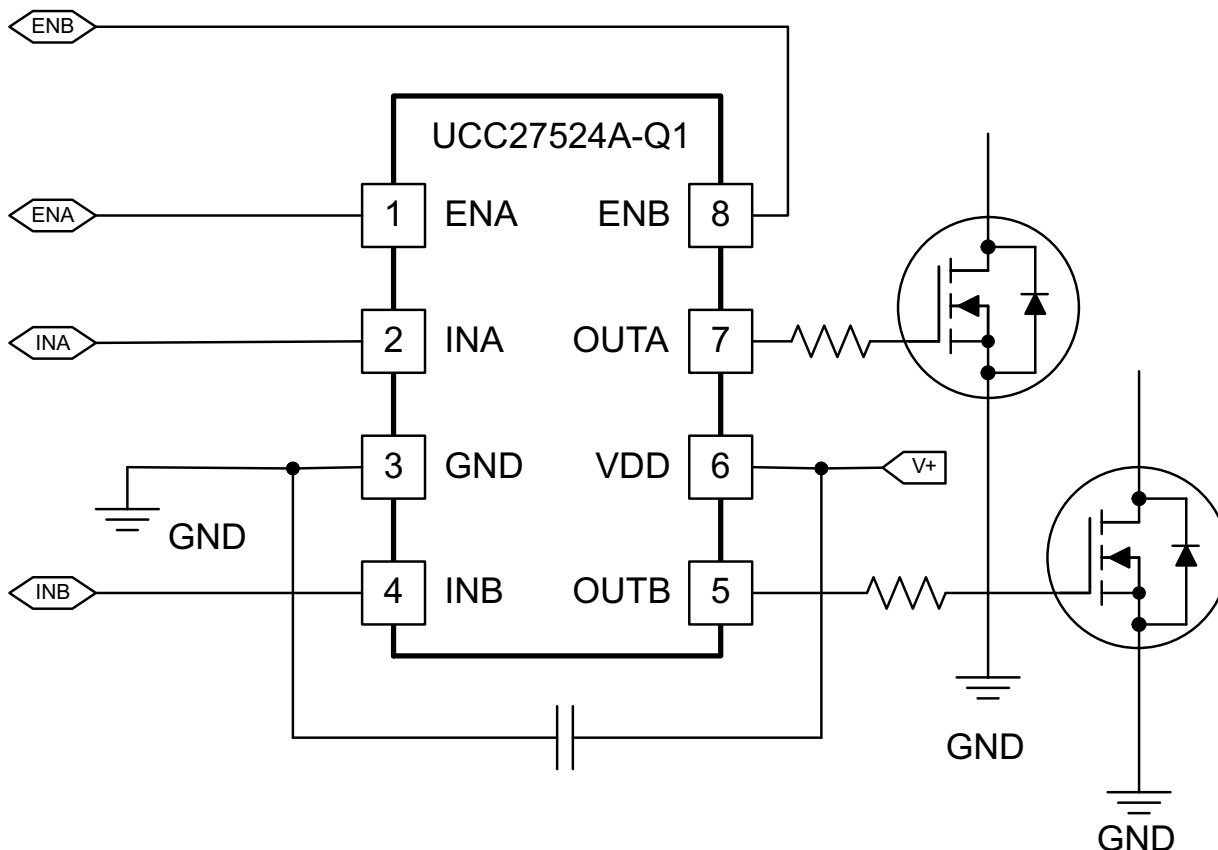 ENB
UCC27524A-Q1
ENA
1
ENA
ENB
8
INA
2
INA
OUTA
7
3
GND
VDD
6
V+
GND
INB
4
INB
OUTB
5
GND
GND